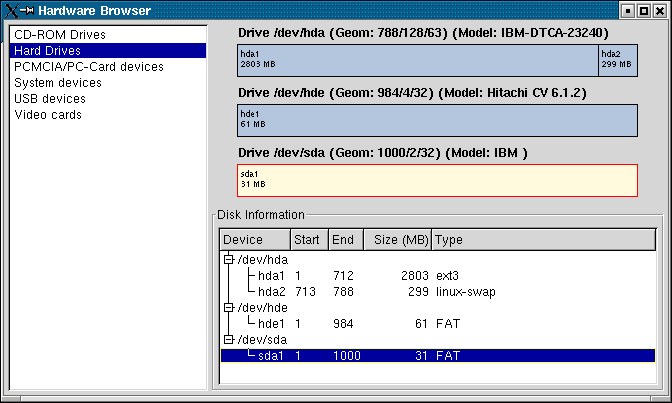 Hardware Browser
CD-ROM Drives
Hard Drives
PCMCIA/PC-Card devices
System devices
USB devices
Video cards
Drive /dev/hda (Geom: 788/128/63) (Model: IBM-DTCA-23240)
hda1 hda2
2803 MB 299 MB
Drive /dev/hde (Geom: 984/4/32) (Model: Hitachi CV 6.1.2)
hde1
61 MB
Drive /dev/sda (Geom: 1000/2/32) (Model: IBM )
sda1
31 MB
Disk Information
Device Start End Size (MB) Type
/dev/hda
hda1 1 712 2803 ext3
hda2 713 788 299 linux-swap
/dev/hde
hde1 1 984 61 FAT
/dev/sda
sda1 1 1000 31 FAT